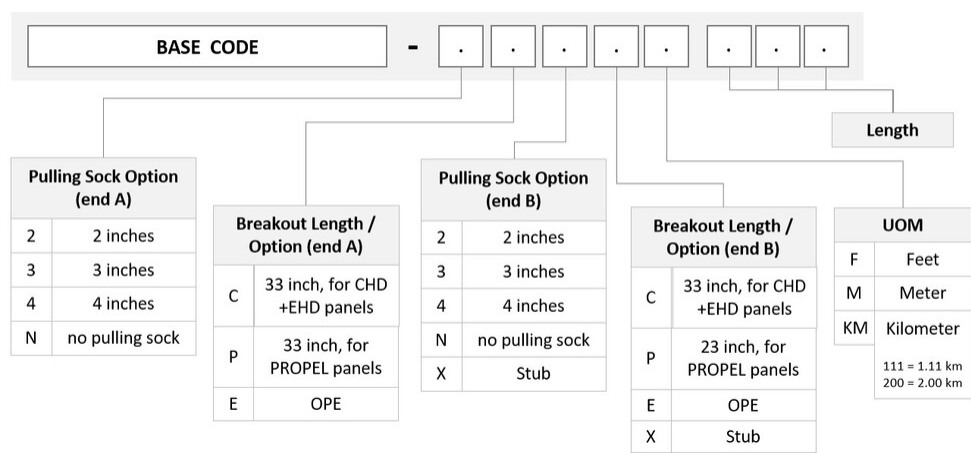 BASE CODE - . . . . . . . .
Length
Pulling Sock Option
(end A)
2 2 inches
3 3 inches
4 4 inches
N no pulling sock
Breakout Length /
Option (end A)
C 33 inch, for CHD
+EHD panels
P 33 inch, for
PROPEL panels
E OPE
Pulling Sock Option
(end B)
2 2 inches
3 3 inches
4 4 inches
N no pulling sock
X Stub
Breakout Length /
Option (end B)
C 33 inch, for CHD
+EHD panels
P 23 inch, for
PROPEL panels
E OPE
X Stub
UOM
F Feet
M Meter
KM Kilometer
111 = 1.11 km
200 = 2.00 km